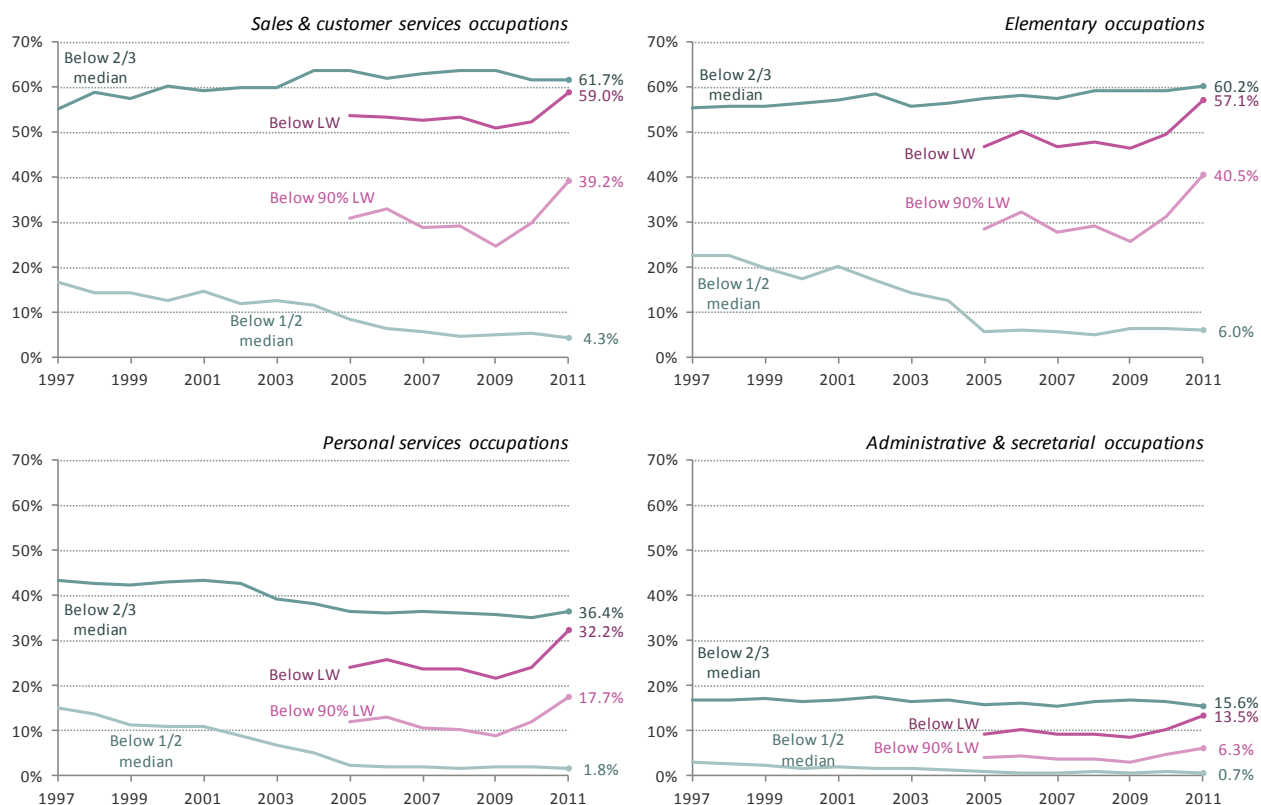 Sales & customer services occupations
70%
60%
50%
40%
30%
20%
10%
0%
Below 2/3
median
61.7%
59.0%
Below LW
Below 90% LW
39.2%
Below 1/2
median
4.3%
1997 1999 2001 2003 2005 2007 2009 2011
Elementary occupations
70%
60%
50%
40%
30%
20%
10%
0%
Below 2/3
median
60.2%
57.1%
Below LW
Below 90% LW
40.5%
Below 1/2
median
6.0%
1997 1999 2001 2003 2005 2007 2009 2011
Personal services occupations
70%
60%
50%
40%
30%
20%
10%
0%
Below 2/3
median
36.4%
32.2%
Below LW
Below 90% LW
17.7%
Below 1/2
median
1.8%
1997 1999 2001 2003 2005 2007 2009 2011
Administrative & secretarial occupations
70%
60%
50%
40%
30%
20%
10%
0%
Below 2/3
median
15.6%
13.5%
Below LW
Below 1/2
median
Below 90% LW
6.3%
0.7%
1997 1999 2001 2003 2005 2007 2009 2011